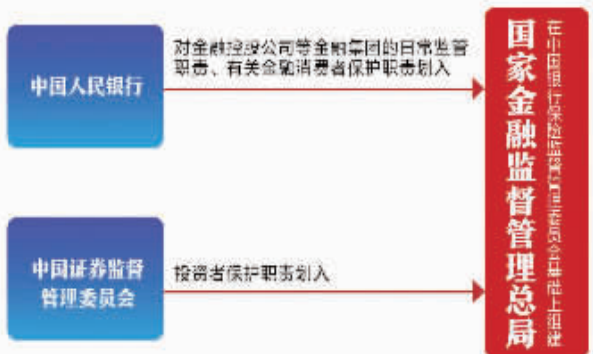 中国人民银行
对金融控股公司等金融集团的日常监管
职责、有关金融消费者保护职责划入
中国证券监督
管理委员会
投资者保护职责划入
国家金融监督管理总局
在中国银行保险监督管理委员会基础上组建